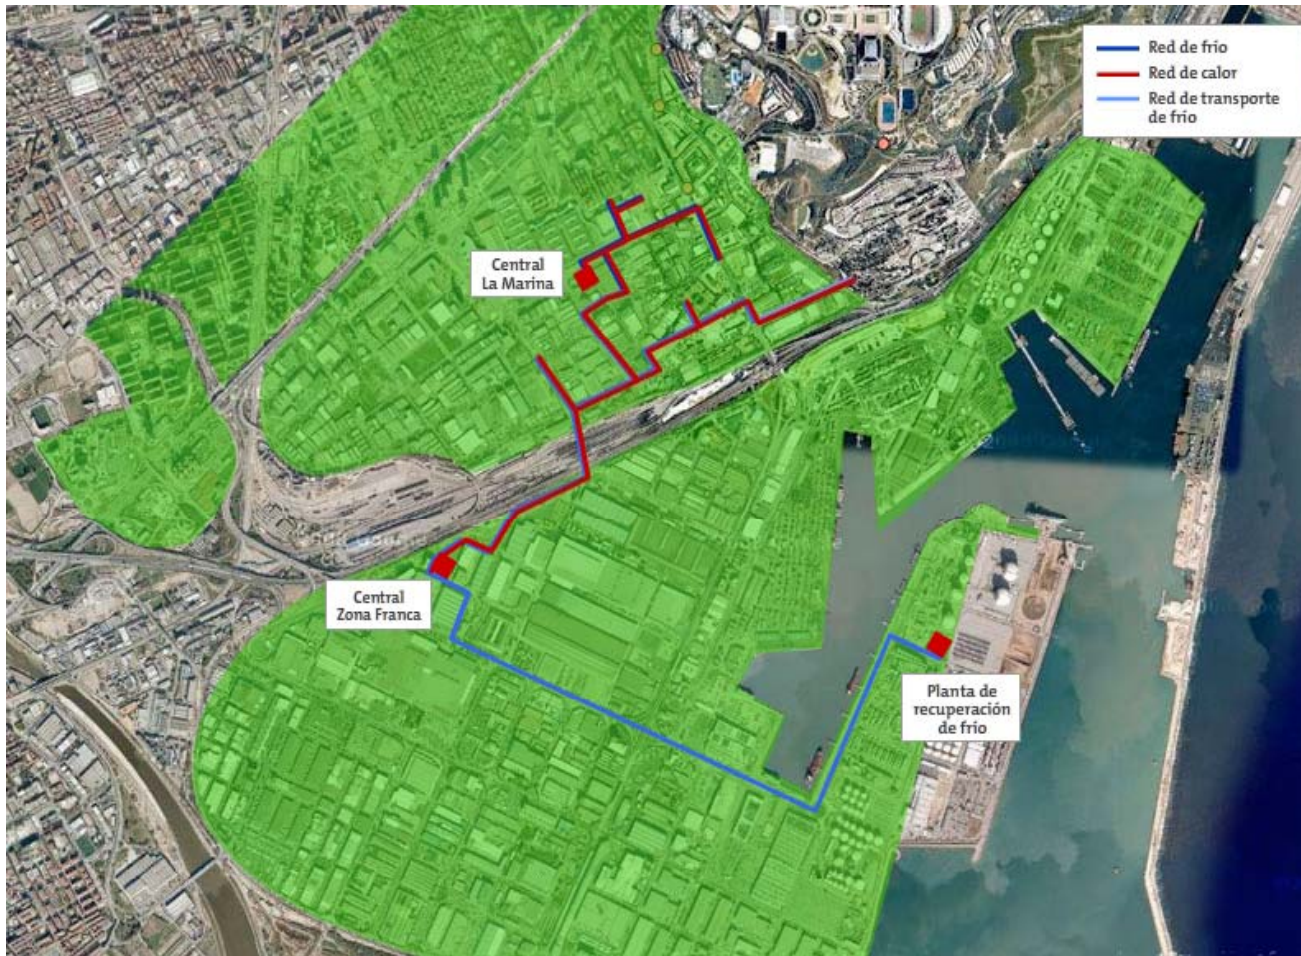 Red de frío
Red de calor
Red de transporte
de frío
Central
La Marina
Central
Zona Franca
Planta de
recuperación
de frío